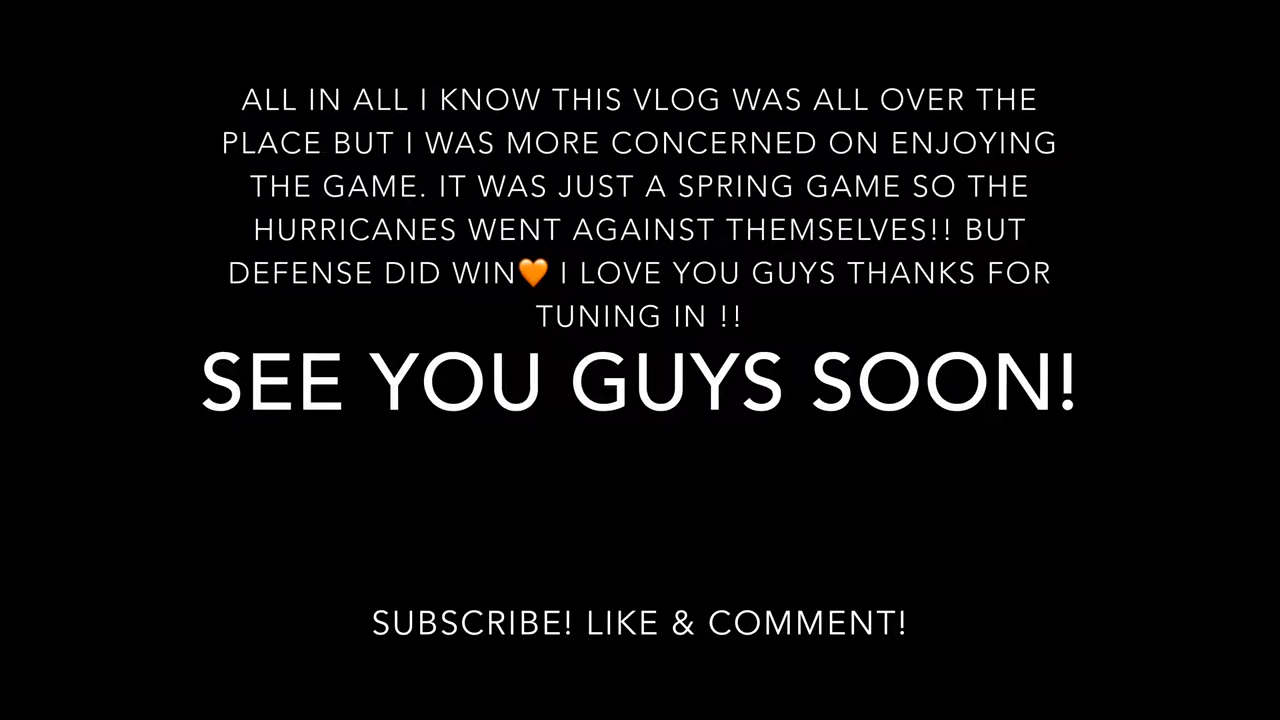 ALL IN ALL I KNOW THIS VLOG WAS ALL OVER THE
PLACE BUT I WAS MORE CONCERNED ON ENJOYING
THE GAME. IT WAS JUST A SPRING GAME SO THE
HURRICANES WENT AGAINST THEMSELVES!! BUT
DEFENSE DID WIN🧡 I LOVE YOU GUYS THANKS FOR
TUNING IN !!
SEE YOU GUYS SOON!
SUBSCRIBE! LIKE & COMMENT!